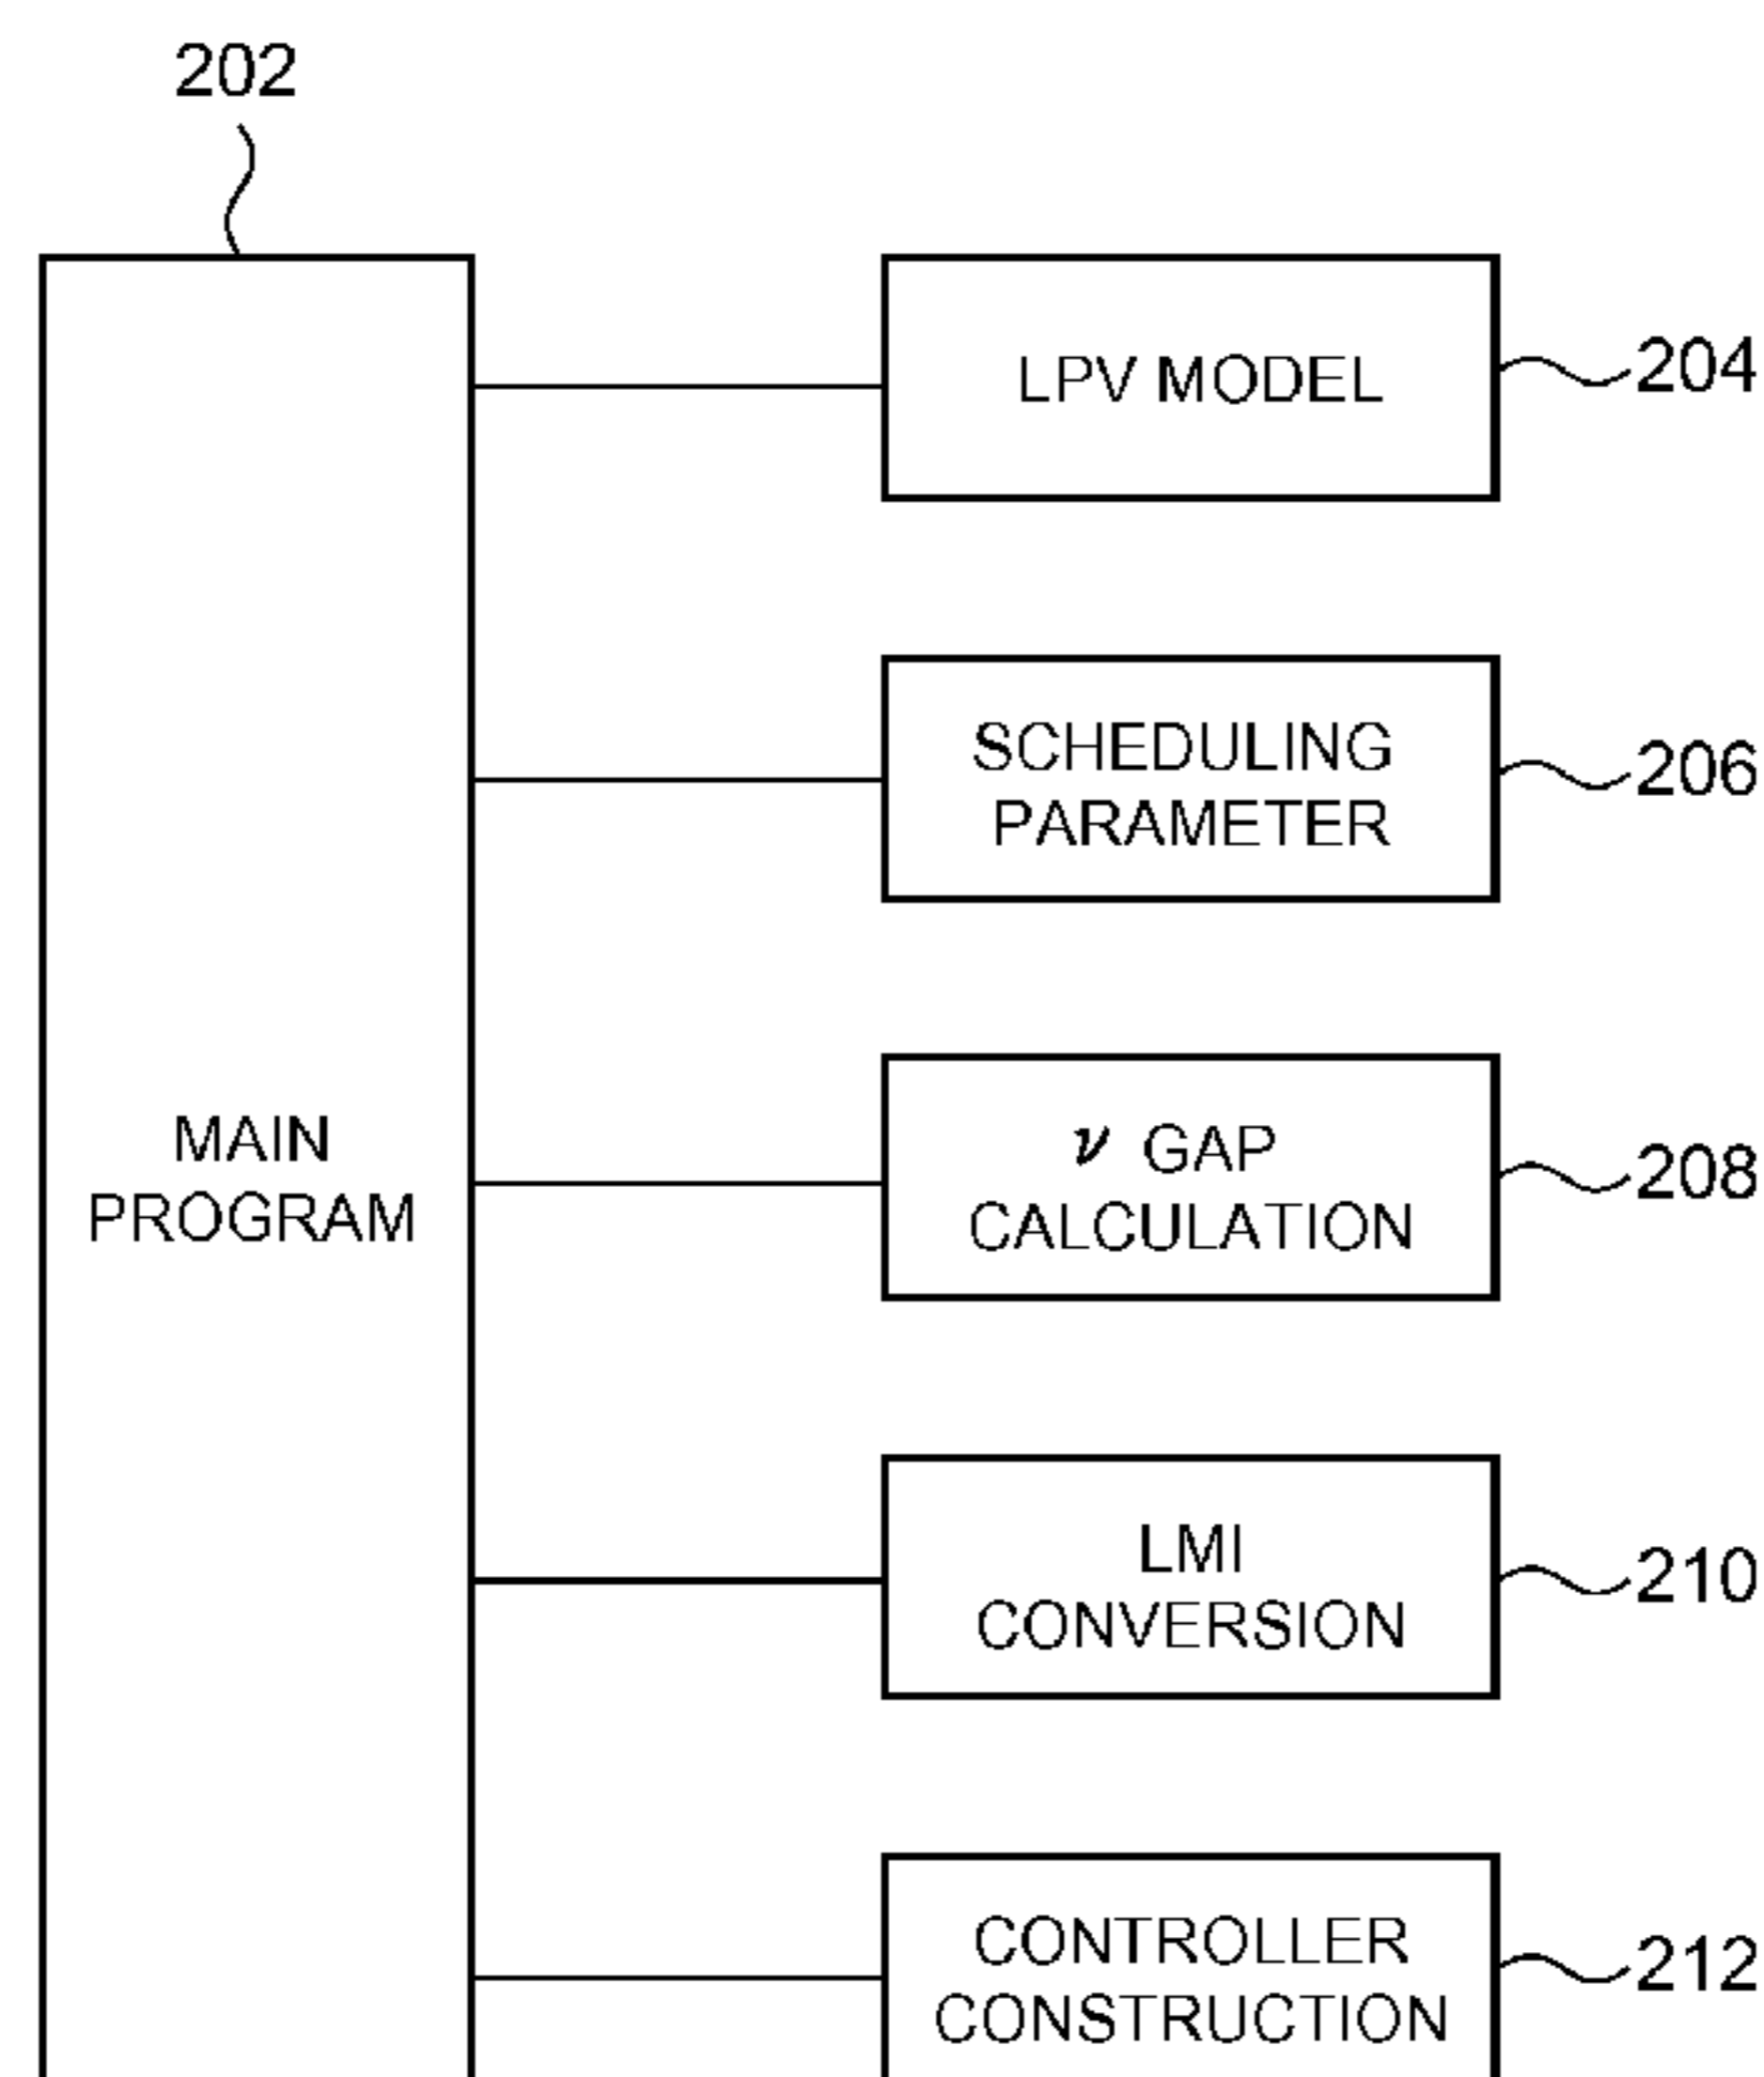 202
LPV MODEL
204
SCHEDULING
PARAMETER
206
MAIN
PROGRAM
ν GAP
CALCULATION
208
LMI
CONVERSION
210
CONTROLLER
CONSTRUCTION
212